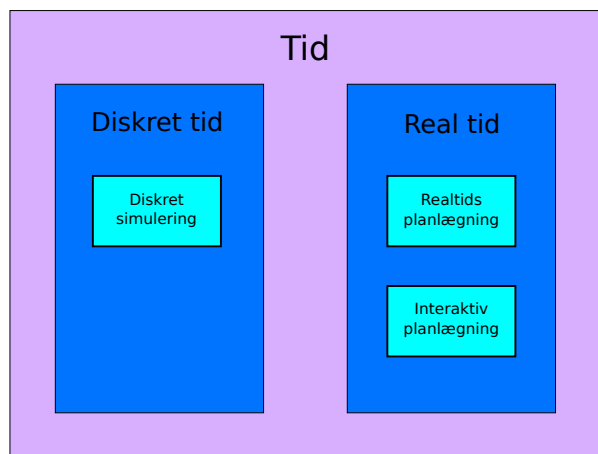 Tid
Diskret tid
Diskret
simulering
Real tid
Realtids
planlægning
Interaktiv
planlægning